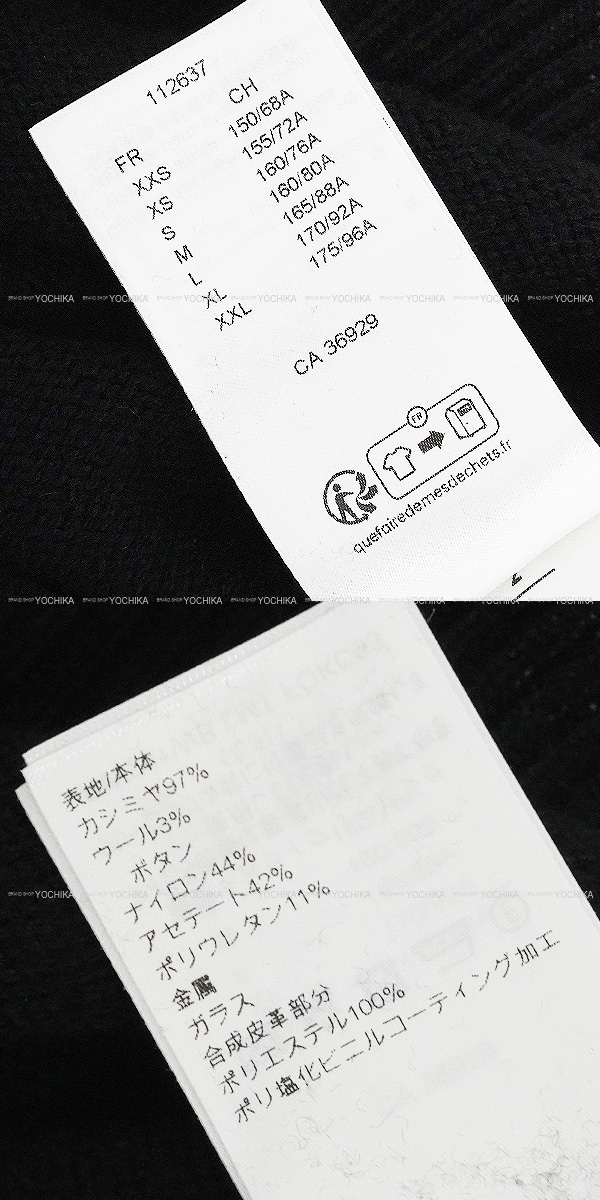 112637
FR CH
XXS 150/68A
XS 155/72A
S 160/76A
M 160/80A
L 165/88A
XL 170/92A
XXL 175/96A
CA 36929
FR
quefairedemesdechets.fr
BRAND SHOP YOCHIKA
表地/本体
カシミヤ97%
ウール3%
ボタン
ナイロン44%
アセテート42%
ポリウレタン11%
金属
ガラス
合成皮革部分
ポリエステル100%
ポリ塩化ビニルコーティング加工